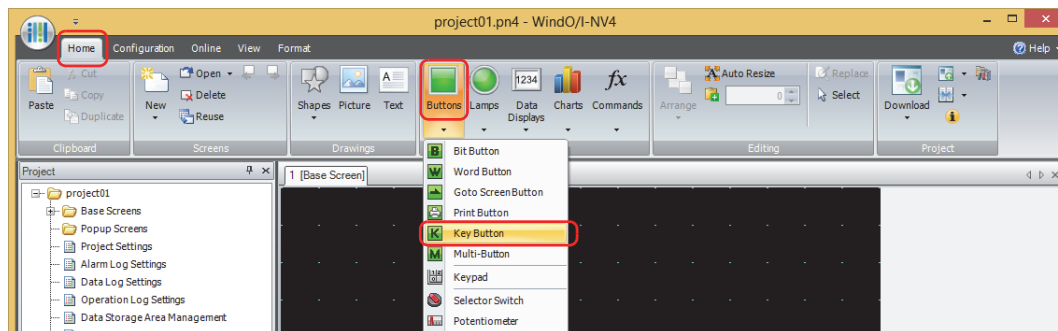 project01.pn4 - WindO/I-NV4
Home Configuration Online View Format Help
Paste
Cut
Copy
Duplicate
Clipboard
New
Open
Delete
Reuse
Screens
Shapes Picture Text
Drawings
Buttons Lamps Data Displays Charts Commands
1234
fx
Arrange
Auto Resize
0
Replace
Select
Editing
Download
Project
Project
project01
Base Screens
Popup Screens
Project Settings
Alarm Log Settings
Data Log Settings
Operation Log Settings
Data Storage Area Management
1 [Base Screen]
B Bit Button
W Word Button
Goto Screen Button
Print Button
K Key Button
M Multi-Button
Keypad
Selector Switch
Potentiometer